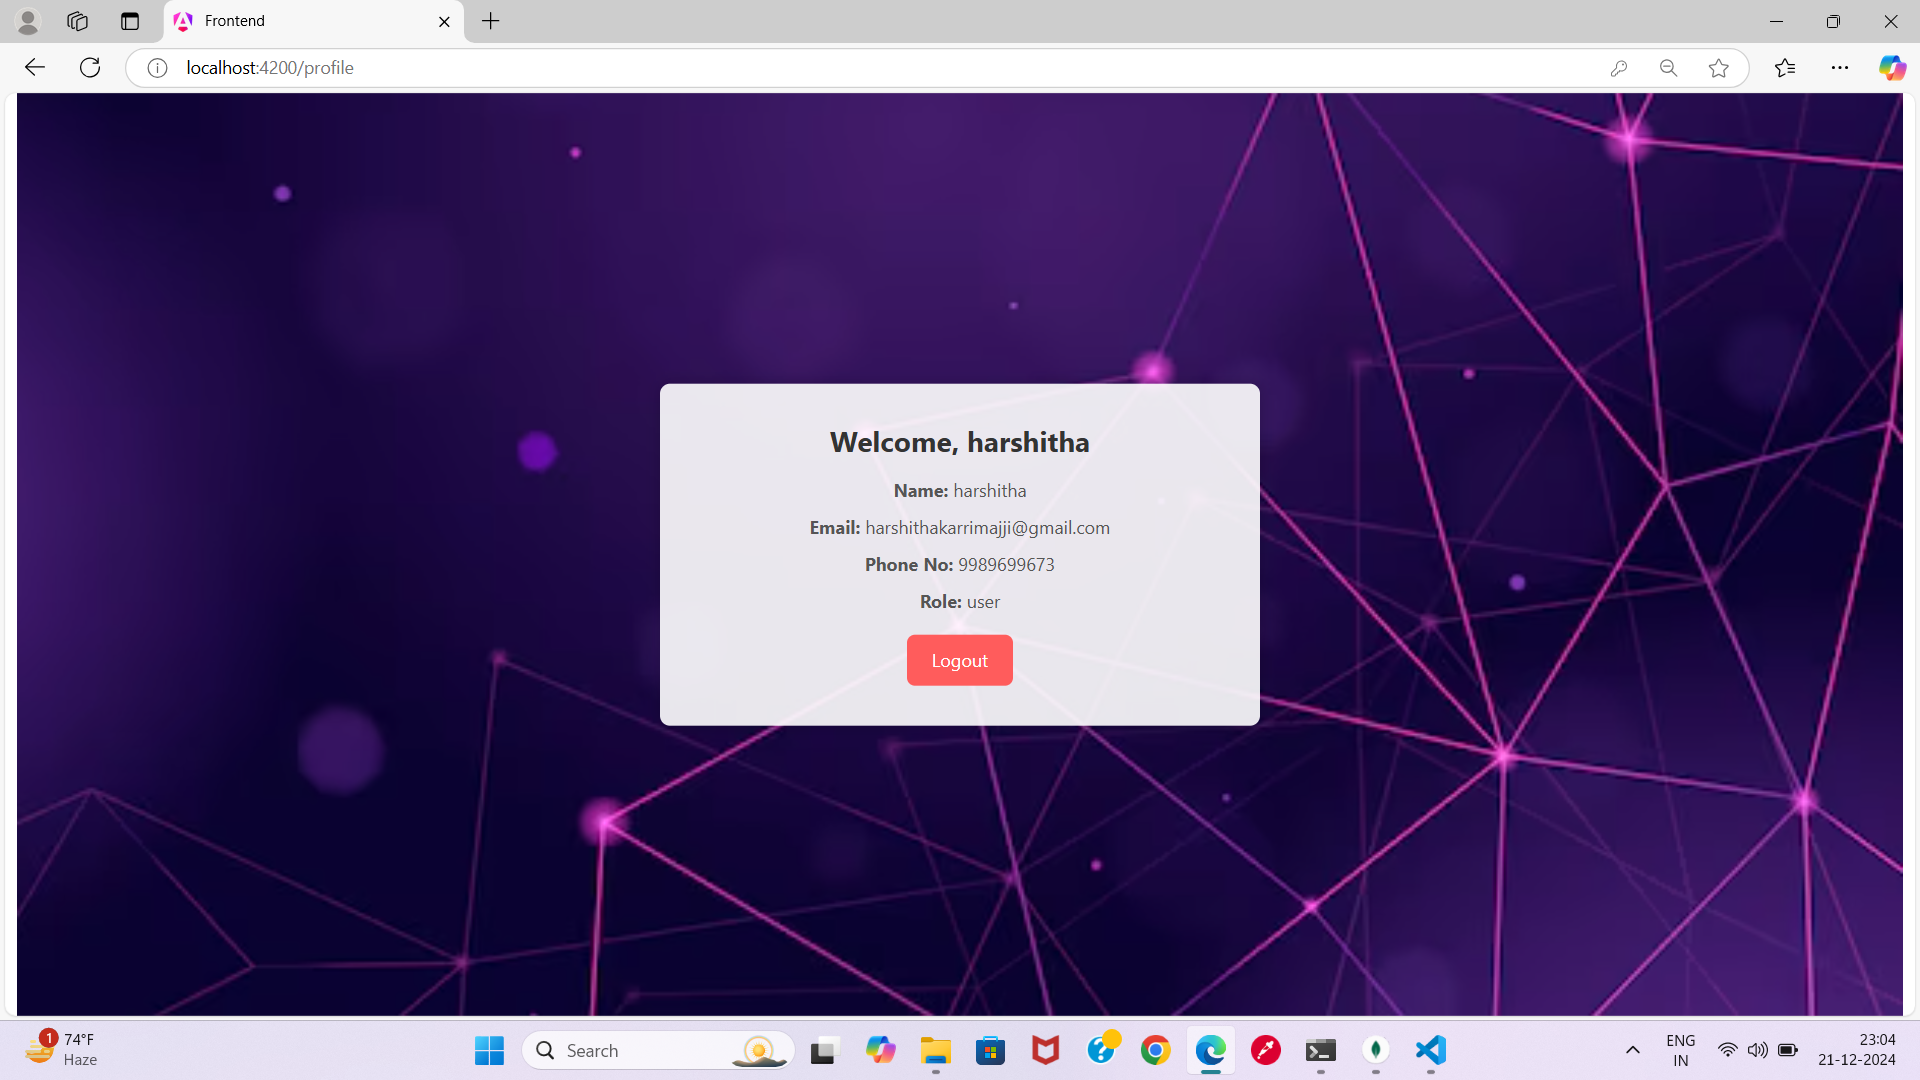 Frontend
localhost:4200/profile
Welcome, harshitha
Name: harshitha
Email: harshithakarrimajji@gmail.com
Phone No: 9989699673
Role: user
Logout
1
74°F
Haze
Search
ENG
IN
23:04
21-12-2024